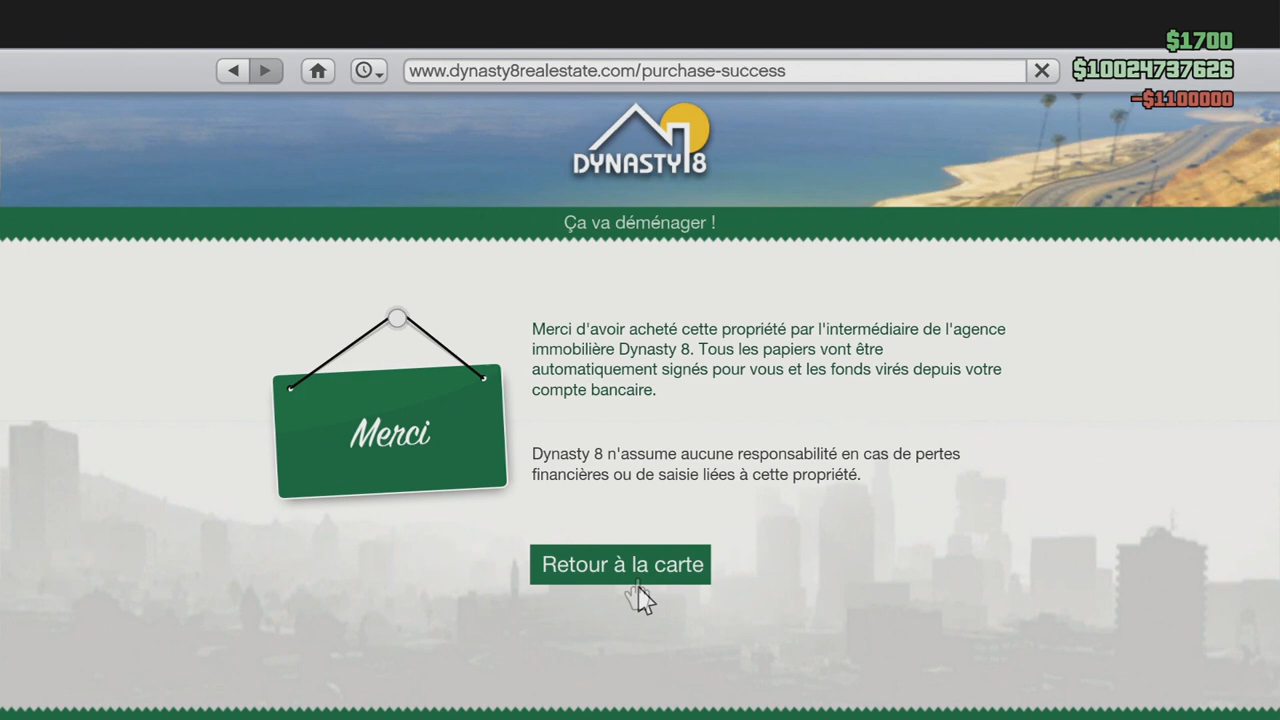 $1700
www.dynasty8realestate.com/purchase-success
$10024737626
-$1100000
DYNASTY 8
Ça va déménager !
Merci d'avoir acheté cette propriété par l'intermédiaire de l'agence
immobilière Dynasty 8. Tous les papiers vont être
automatiquement signés pour vous et les fonds virés depuis votre
compte bancaire.
Merci
Dynasty 8 n'assume aucune responsabilité en cas de pertes
financières ou de saisie liées à cette propriété.
Retour à la carte